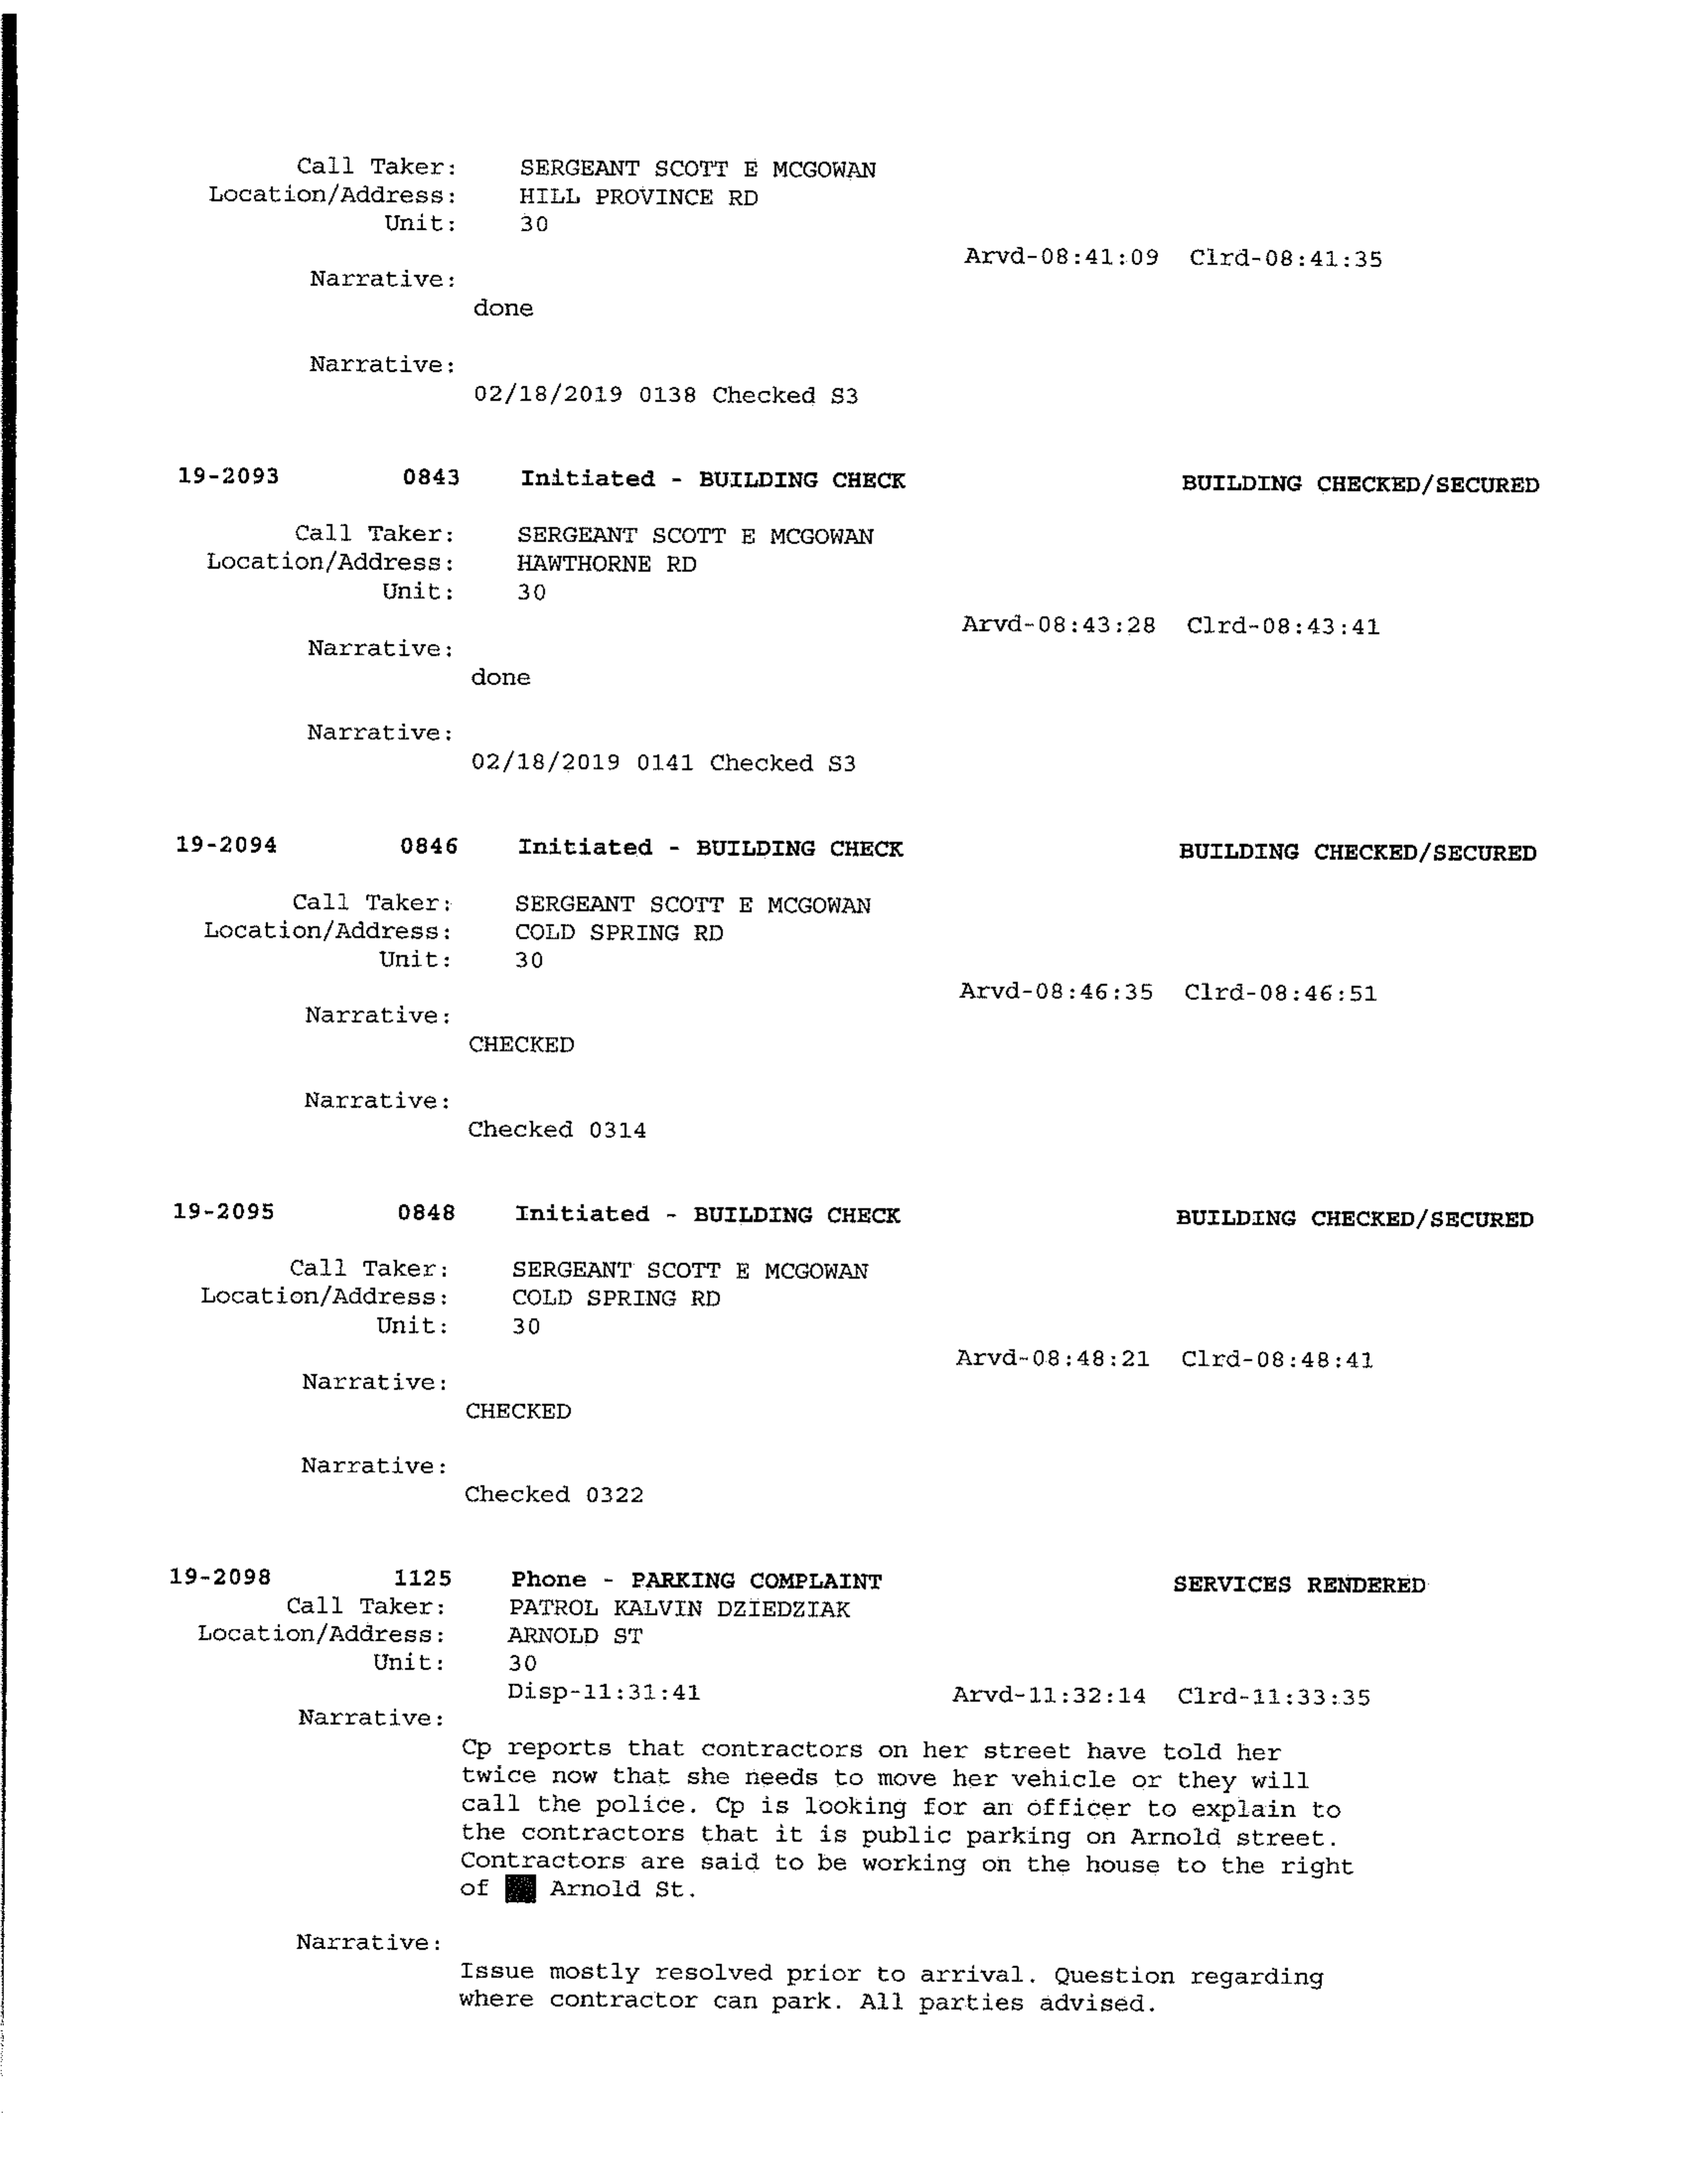 Call Taker: SERGEANT SCOTT E MCGOWAN
Location/Address: HILL PROVINCE RD
Unit: 30
Arvd-08:41:09 Clrd-08:41:35
Narrative:
done
Narrative:
02/18/2019 0138 Checked S3
19-2093 0843 Initiated - BUILDING CHECK BUILDING CHECKED/SECURED
Call Taker: SERGEANT SCOTT E MCGOWAN
Location/Address: HAWTHORNE RD
Unit: 30
Arvd-08:43:28 Clrd-08:43:41
Narrative:
done
Narrative:
02/18/2019 0141 Checked S3
19-2094 0846 Initiated - BUILDING CHECK BUILDING CHECKED/SECURED
Call Taker: SERGEANT SCOTT E MCGOWAN
Location/Address: COLD SPRING RD
Unit: 30
Arvd-08:46:35 Clrd-08:46:51
Narrative:
CHECKED
Narrative:
Checked 0314
19-2095 0848 Initiated - BUILDING CHECK BUILDING CHECKED/SECURED
Call Taker: SERGEANT SCOTT E MCGOWAN
Location/Address: COLD SPRING RD
Unit: 30
Arvd-08:48:21 Clrd-08:48:41
Narrative:
CHECKED
Narrative:
Checked 0322
19-2098 1125 Phone - PARKING COMPLAINT SERVICES RENDERED
Call Taker: PATROL KALVIN DZIEDZIAK
Location/Address: ARNOLD ST
Unit: 30
Disp-11:31:41 Arvd-11:32:14 Clrd-11:33:35
Narrative:
Cp reports that contractors on her street have told her
twice now that she needs to move her vehicle or they will
call the police. Cp is looking for an officer to explain to
the contractors that it is public parking on Arnold street.
Contractors are said to be working on the house to the right
of Arnold St.
Narrative:
Issue mostly resolved prior to arrival. Question regarding
where contractor can park. All parties advised.